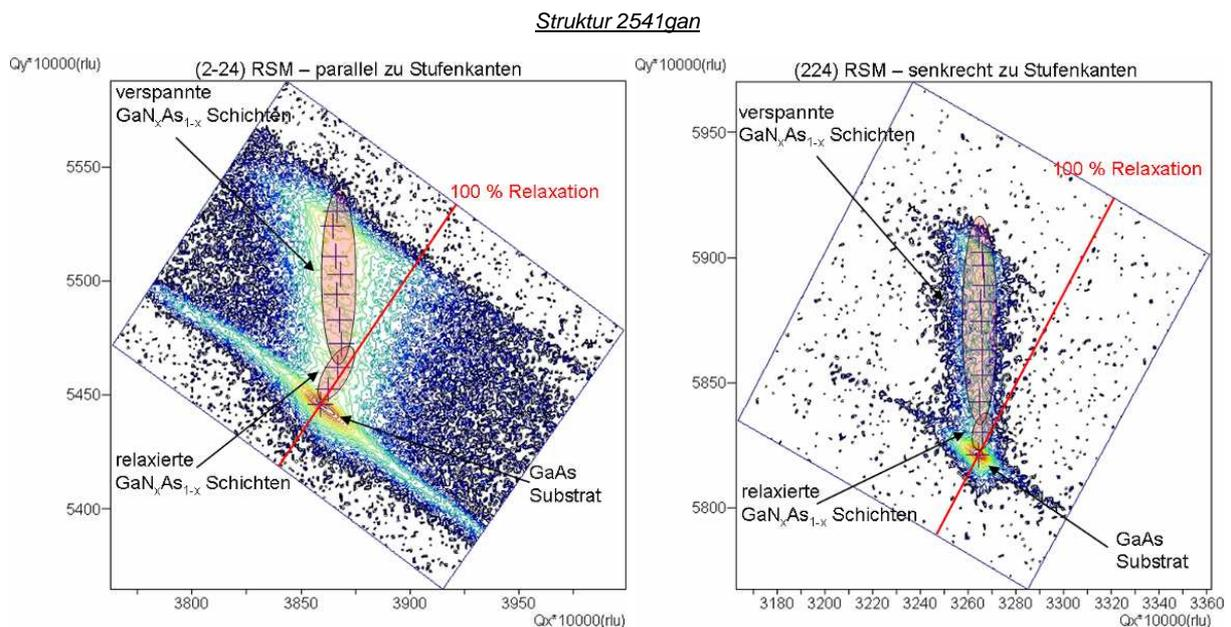 Struktur 2541gan
Qy*10000(rlu)
(2-24) RSM – parallel zu Stufenkanten
verspannte
GaNxAs1-x Schichten
100 % Relaxation
5550
5500
5450
5400
relaxierte
GaNxAs1-x Schichten
GaAs
Substrat
3800
3850
3900
3950
Qx*10000(rlu)
Qy*10000(rlu)
(224) RSM – senkrecht zu Stufenkanten
verspannte
GaNxAs1-x Schichten
100 % Relaxation
5950
5900
5850
5800
relaxierte
GaNxAs1-x Schichten
GaAs
Substrat
3180 3200 3220 3240 3260 3280 3300 3320 3340 3360
Qx*10000(rlu)